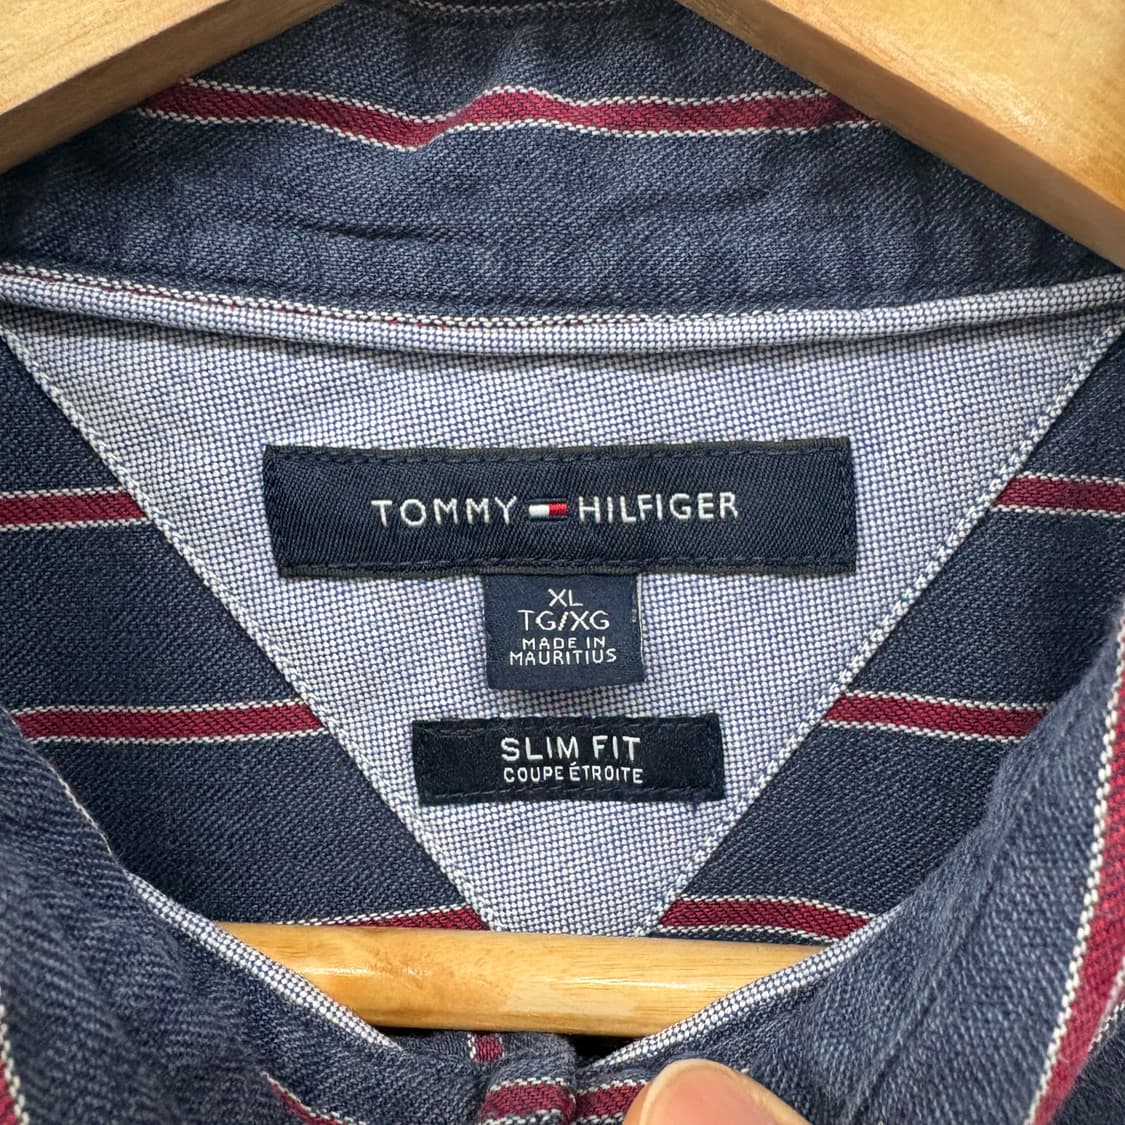 TOMMY HILFIGER
XL
TG/XG
MADE IN
MAURITIUS
SLIM FIT
COUPE ÉTROITE